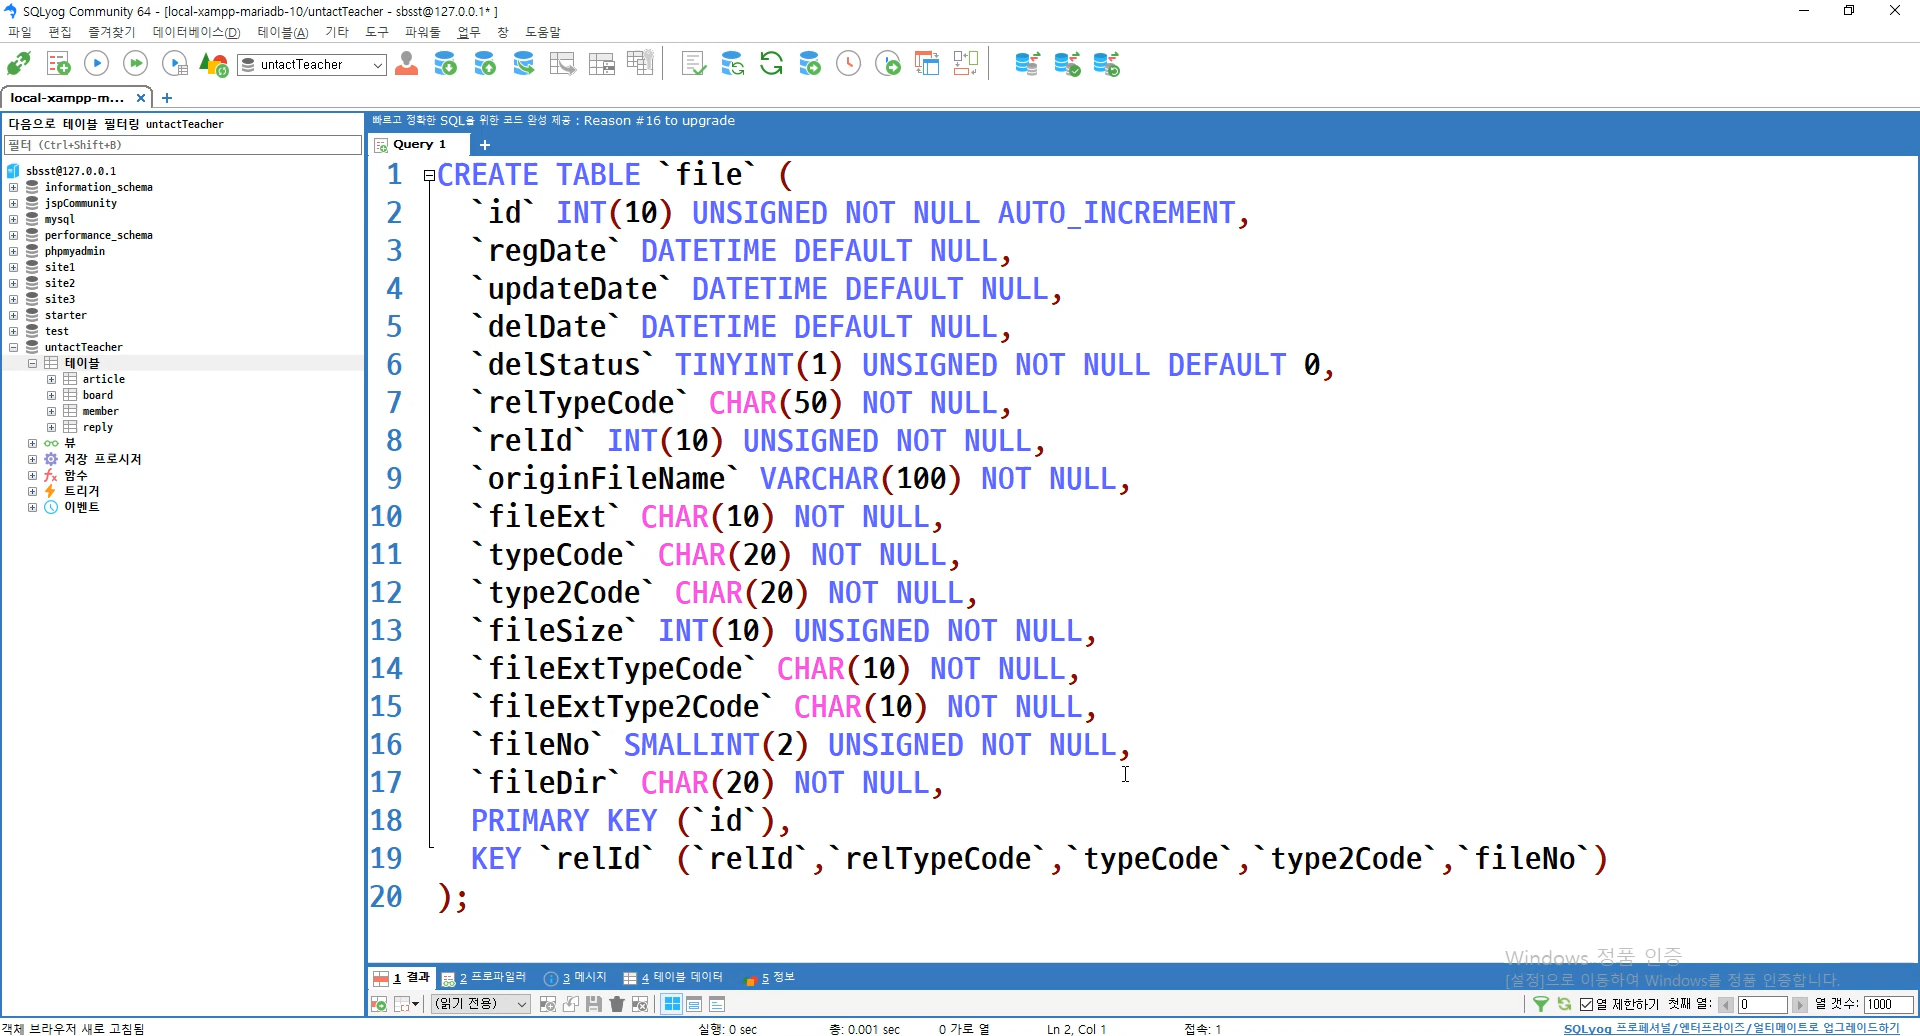 SQLyog Community 64 - [local-xampp-mariadb-10/untactTeacher - sbsst@127.0.0.1* ]
파일 편집 즐겨찾기 데이터베이스(D) 테이블(A) 기타 도구 파워툴 업무 창 도움말
untactTeacher
local-xampp-m...
다음으로 테이블 필터링 untactTeacher
필터 (Ctrl+Shift+B)
sbsst@127.0.0.1
information_schema
jspCommunity
mysql
performance_schema
phpmyadmin
site1
site2
site3
starter
test
untactTeacher
테이블
article
board
member
reply
뷰
저장 프로시저
함수
트리거
이벤트
빠르고 정확한 SQL을 위한 코드 완성 제공 : Reason #16 to upgrade
Query 1
1 CREATE TABLE `file` (
2 `id` INT(10) UNSIGNED NOT NULL AUTO_INCREMENT,
3 `regDate` DATETIME DEFAULT NULL,
4 `updateDate` DATETIME DEFAULT NULL,
5 `delDate` DATETIME DEFAULT NULL,
6 `delStatus` TINYINT(1) UNSIGNED NOT NULL DEFAULT 0,
7 `relTypeCode` CHAR(50) NOT NULL,
8 `relId` INT(10) UNSIGNED NOT NULL,
9 `originFileName` VARCHAR(100) NOT NULL,
10 `fileExt` CHAR(10) NOT NULL,
11 `typeCode` CHAR(20) NOT NULL,
12 `type2Code` CHAR(20) NOT NULL,
13 `fileSize` INT(10) UNSIGNED NOT NULL,
14 `fileExtTypeCode` CHAR(10) NOT NULL,
15 `fileExtType2Code` CHAR(10) NOT NULL,
16 `fileNo` SMALLINT(2) UNSIGNED NOT NULL,
17 `fileDir` CHAR(20) NOT NULL,
18 PRIMARY KEY (`id`),
19 KEY `relId` (`relId`,`relTypeCode`,`typeCode`,`type2Code`,`fileNo`)
20 );
Windows 정품 인증
[설정]으로 이동하여 Windows를 정품 인증합니다.
1 결과 2 프로파일러 3 메시지 4 테이블 데이터 5 정보
(읽기 전용) 열 제한하기 첫째 열: 0 열 갯수: 1000
객체 브라우저 새로 고침됨 실행: 0 sec 총: 0.001 sec 0 가로 열 Ln 2, Col 1 접속: 1 SQLyog 프로페셔널/엔터프라이즈/얼티메이트로 업그레이드하기